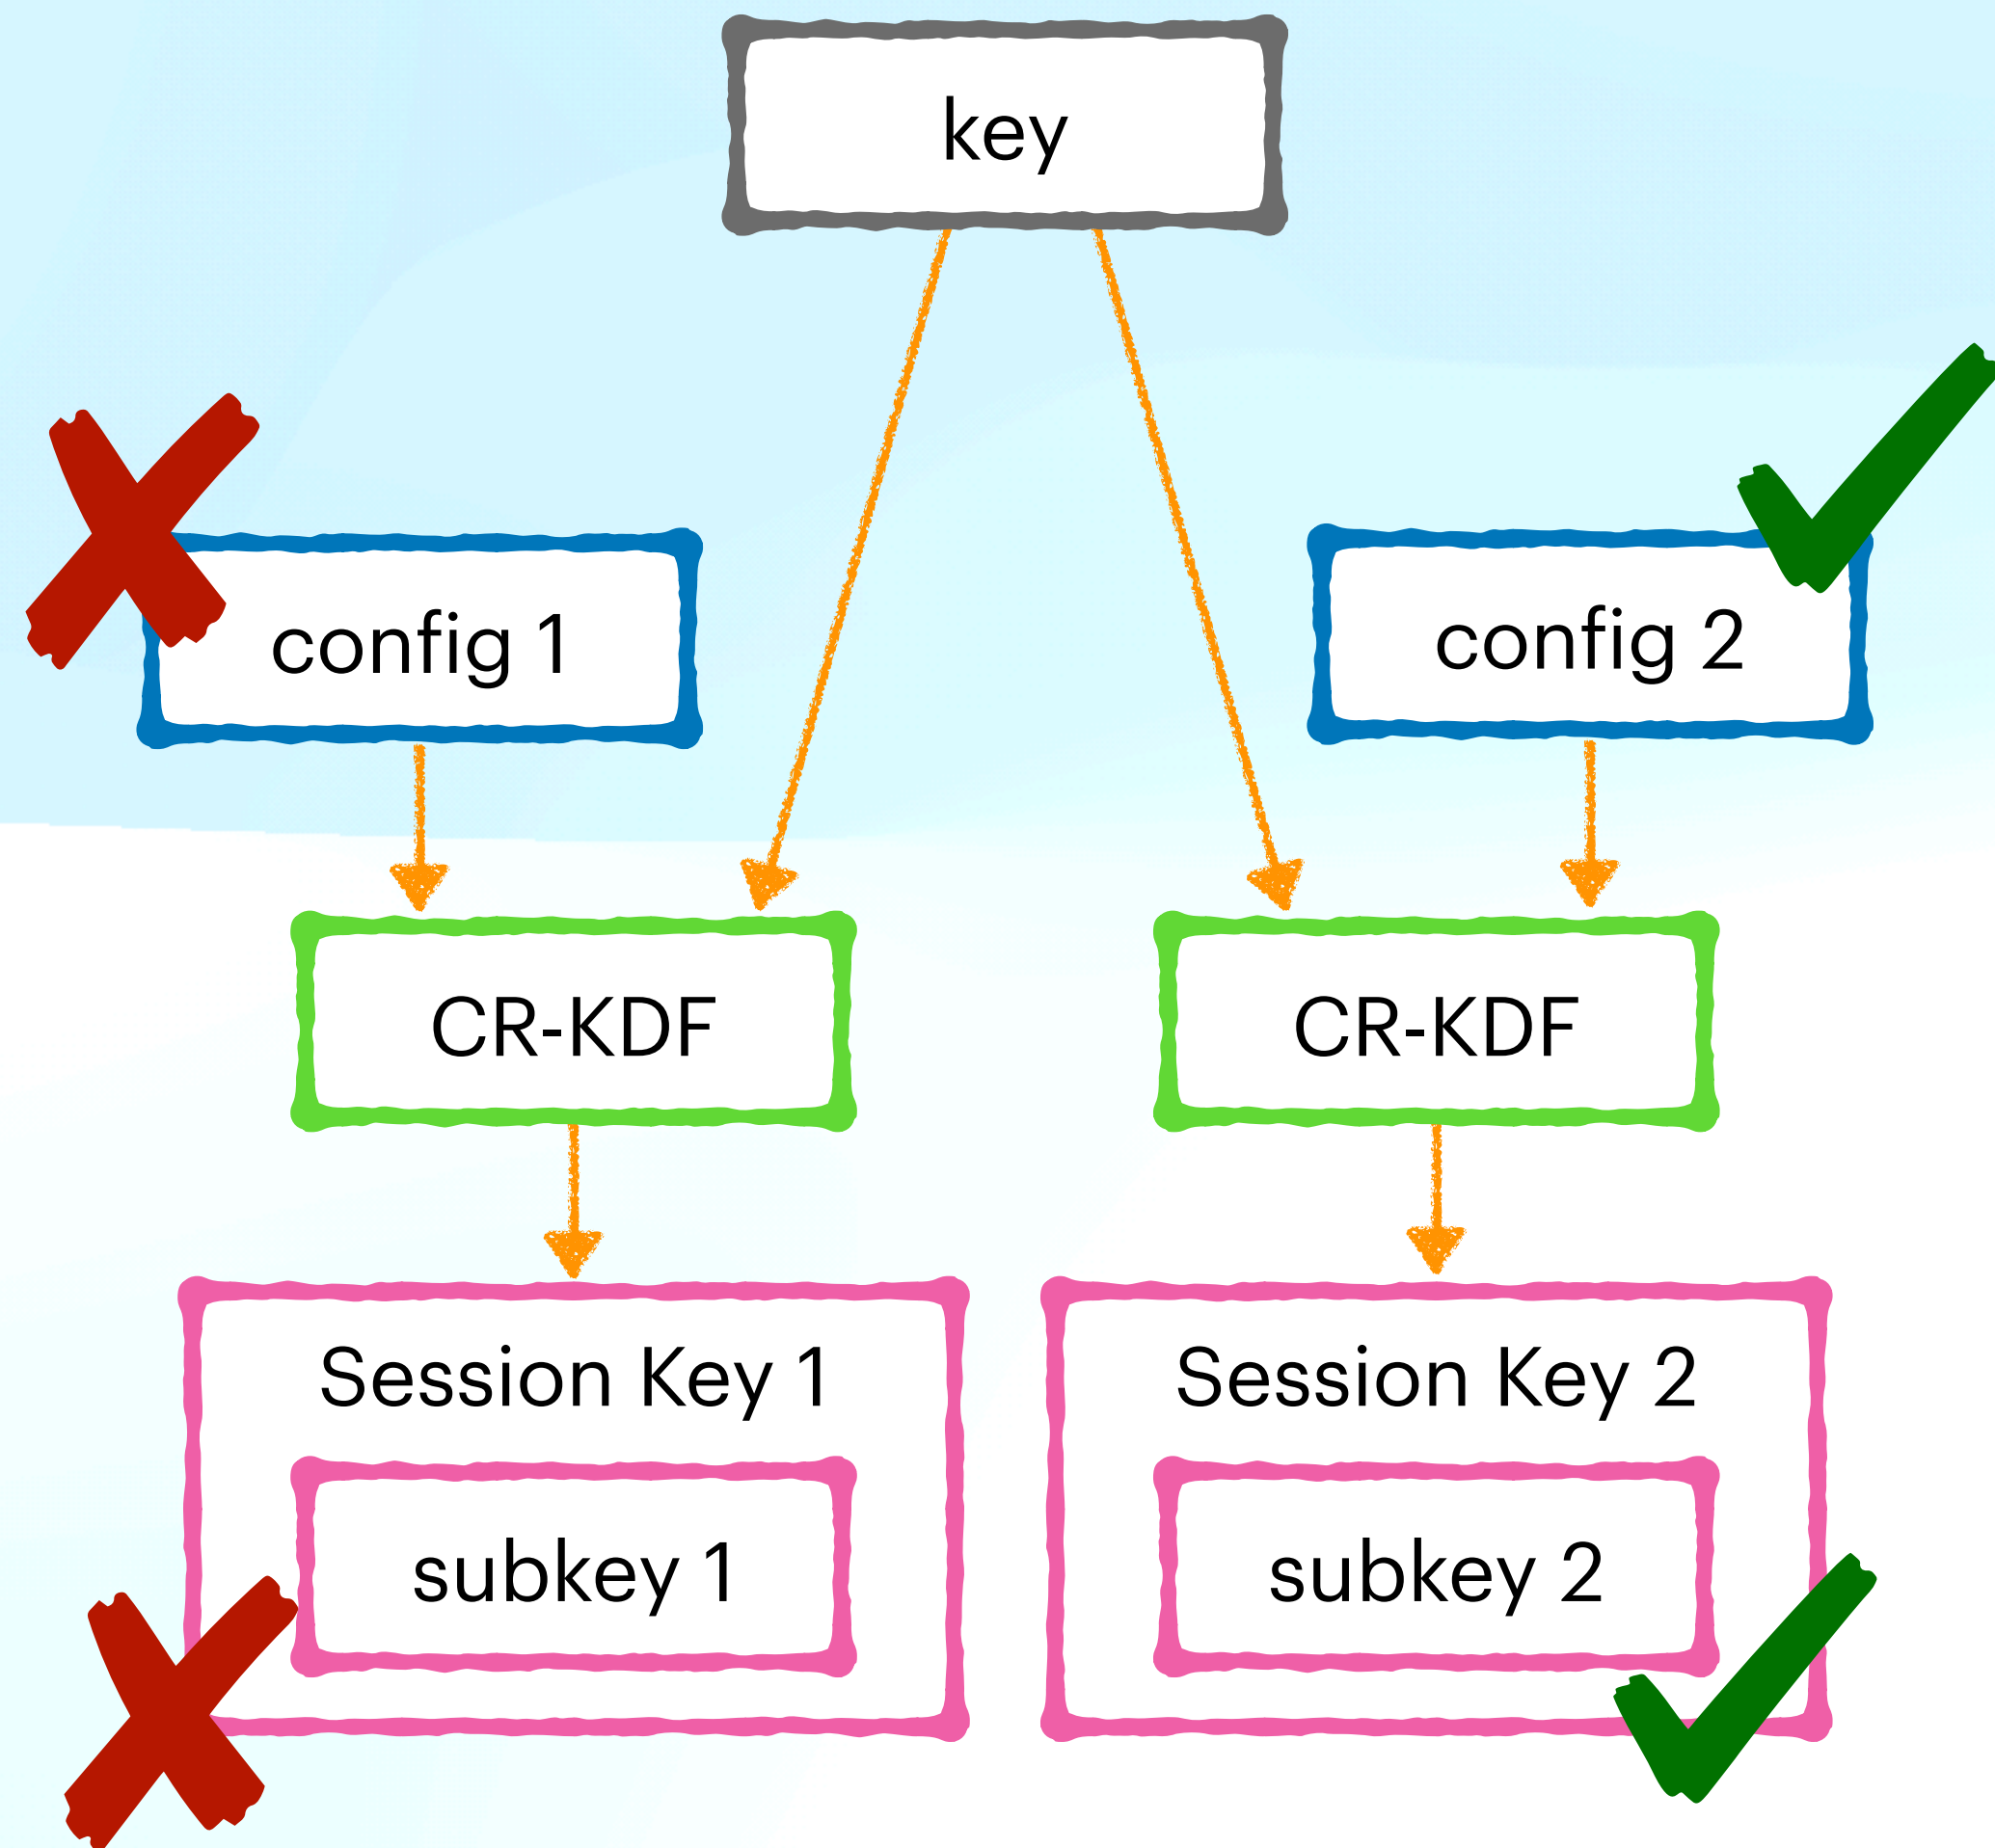 key
config 1
config 2
CR-KDF
CR-KDF
Session Key 1
Session Key 2
subkey 1
subkey 2